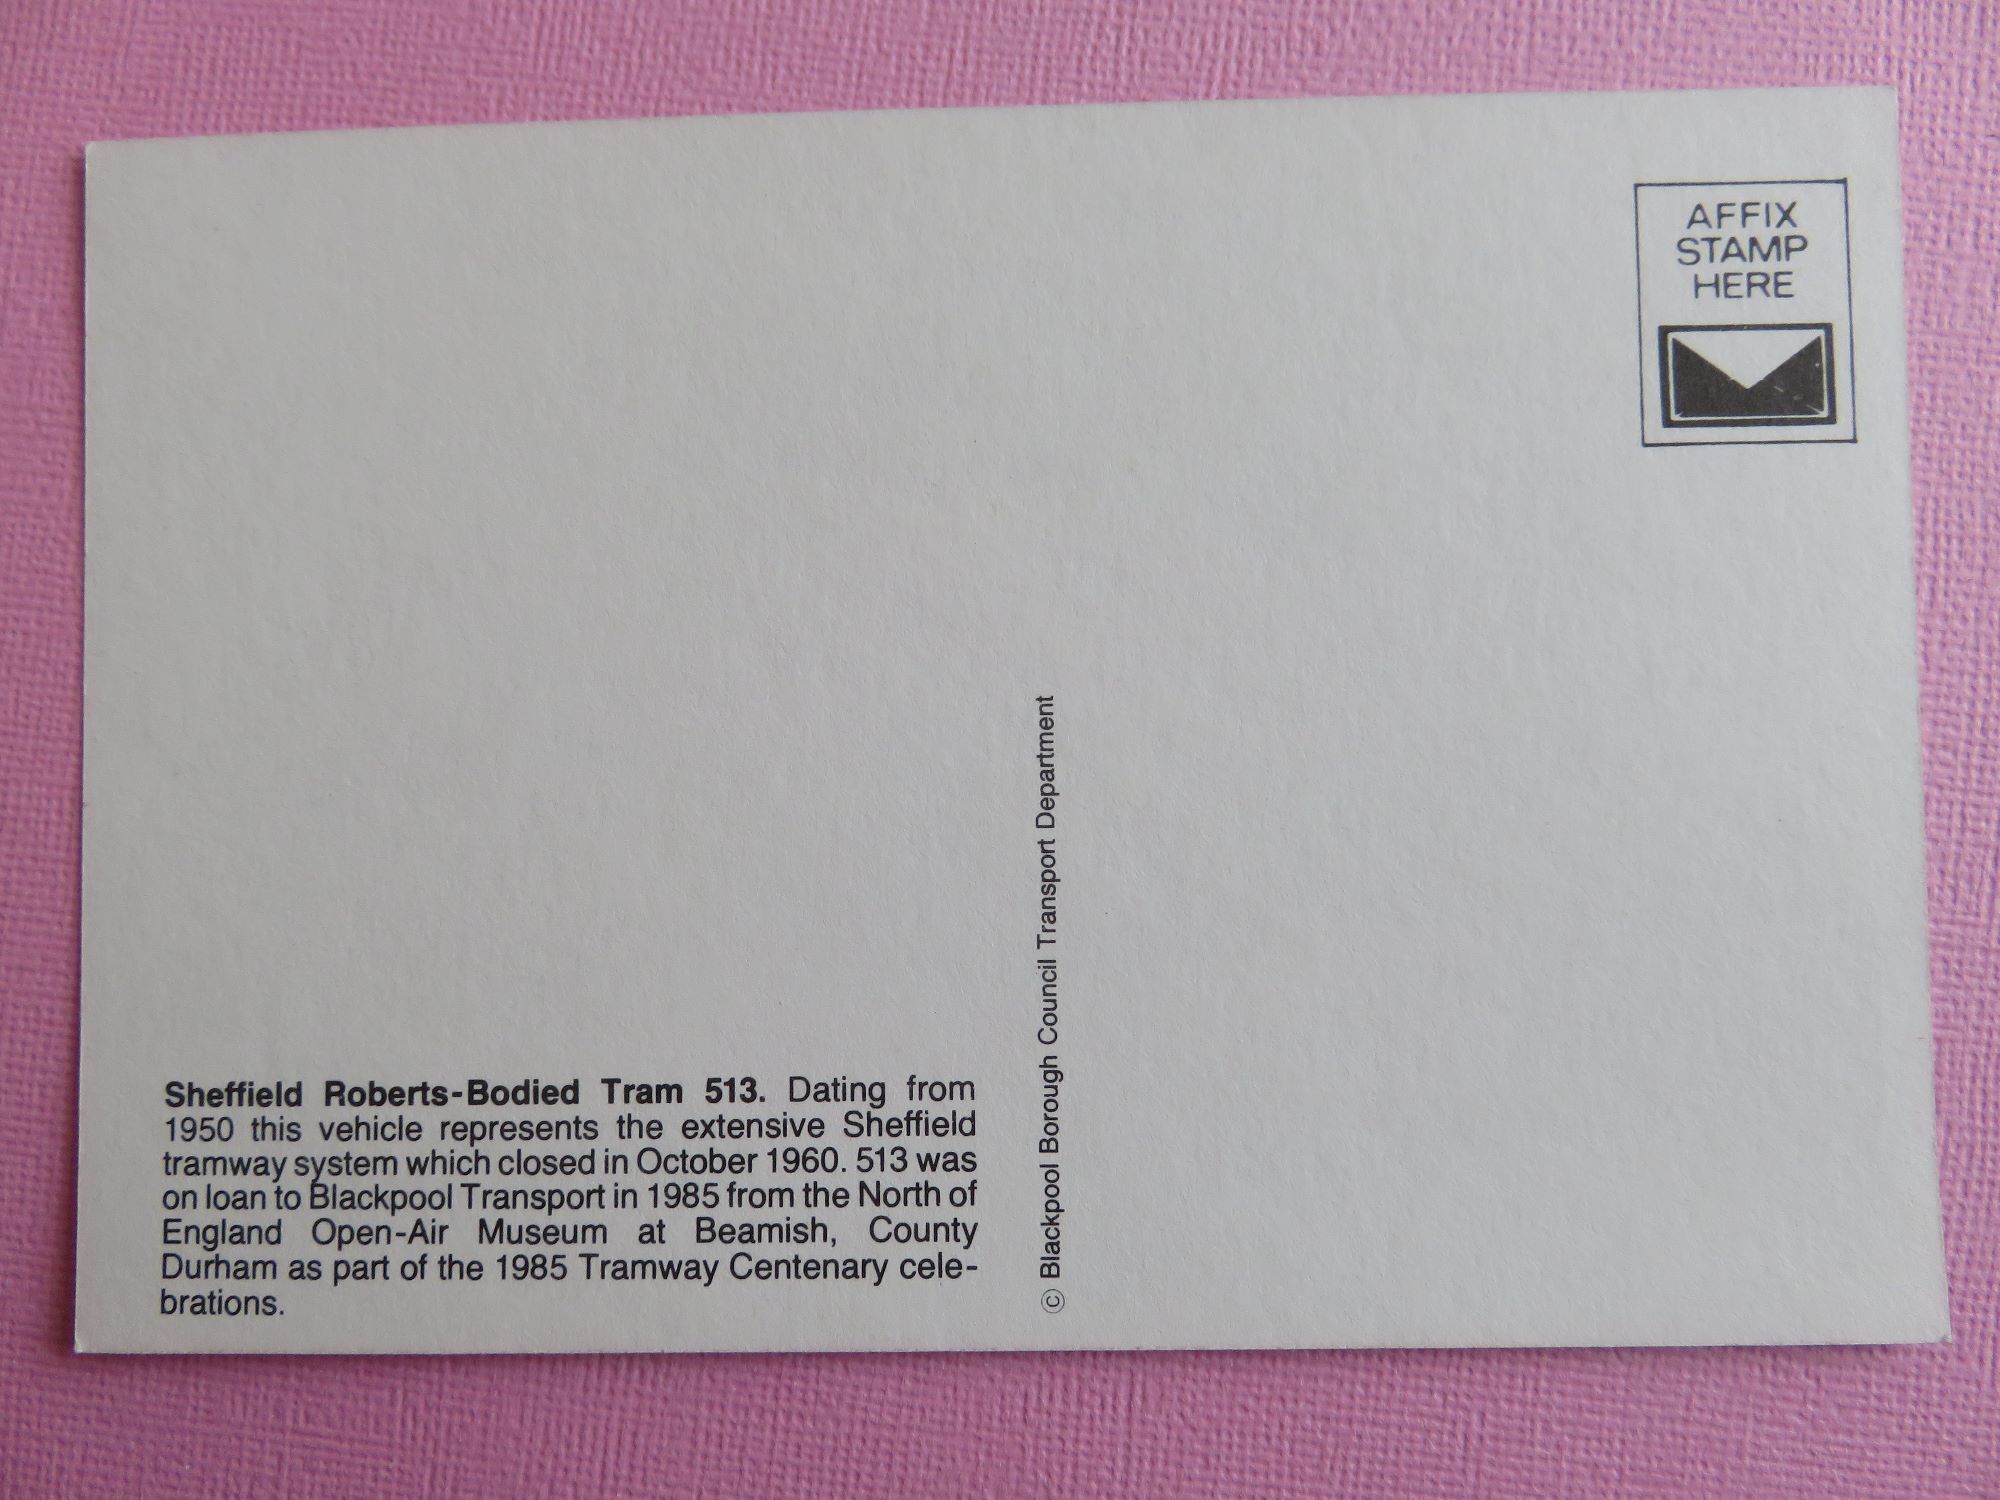 AFFIX
STAMP
HERE
Sheffield Roberts-Bodied Tram 513. Dating from
1950 this vehicle represents the extensive Sheffield
tramway system which closed in October 1960. 513 was
on loan to Blackpool Transport in 1985 from the North of
England Open-Air Museum at Beamish, County
Durham as part of the 1985 Tramway Centenary cele-
brations.
© Blackpool Borough Council Transport Department